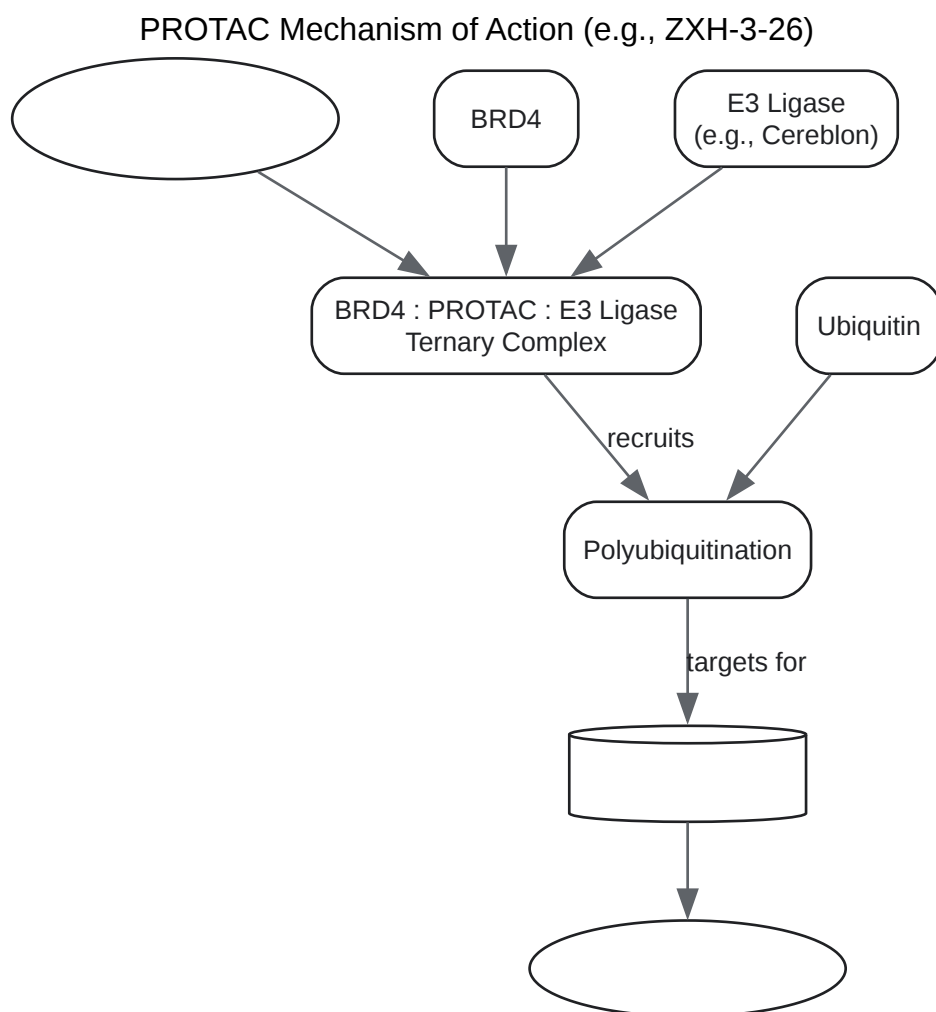 PROTAC Mechanism of Action (e.g., ZXH-3-26)
BRD4
E3 Ligase
(e.g., Cereblon)
BRD4 : PROTAC : E3 Ligase
Ternary Complex
Ubiquitin
recruits
Polyubiquitination
targets for